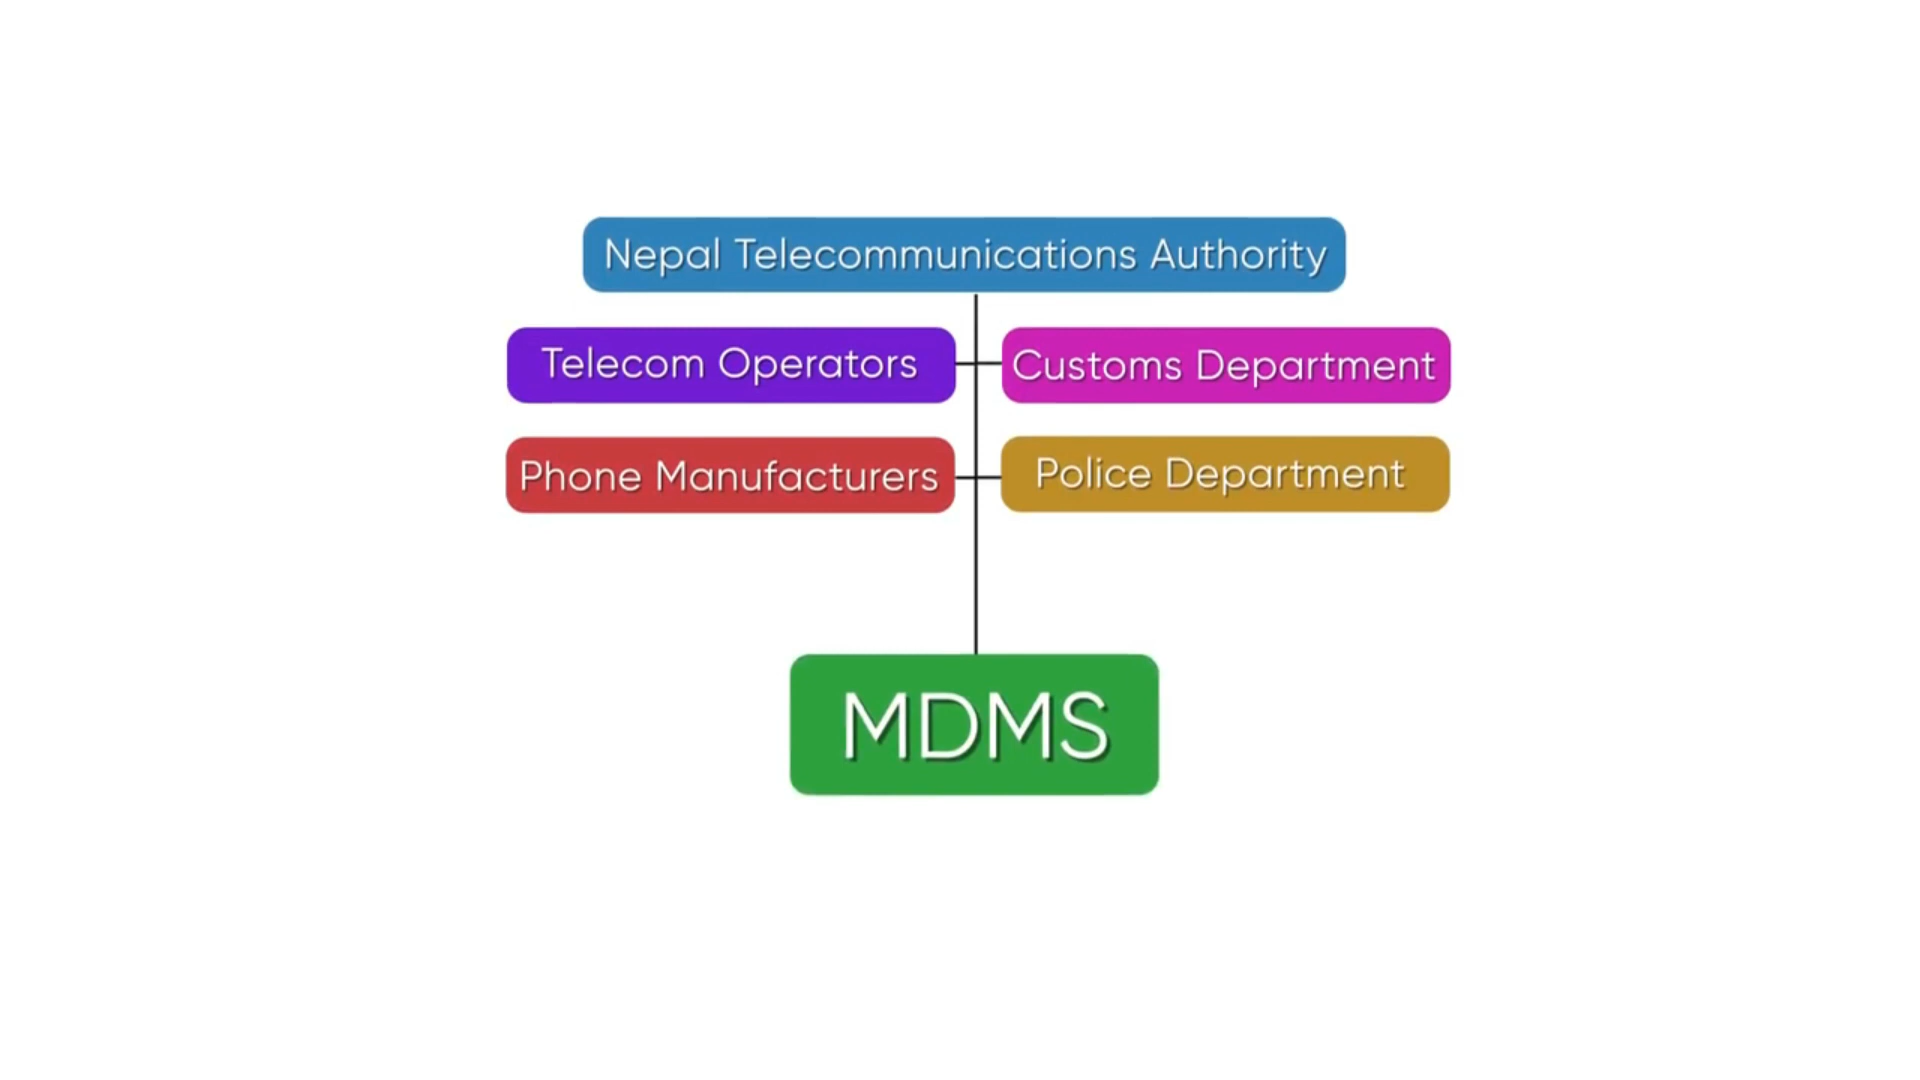 Nepal Telecommunications Authority
Telecom Operators
Customs Department
Phone Manufacturers
Police Department
MDMS